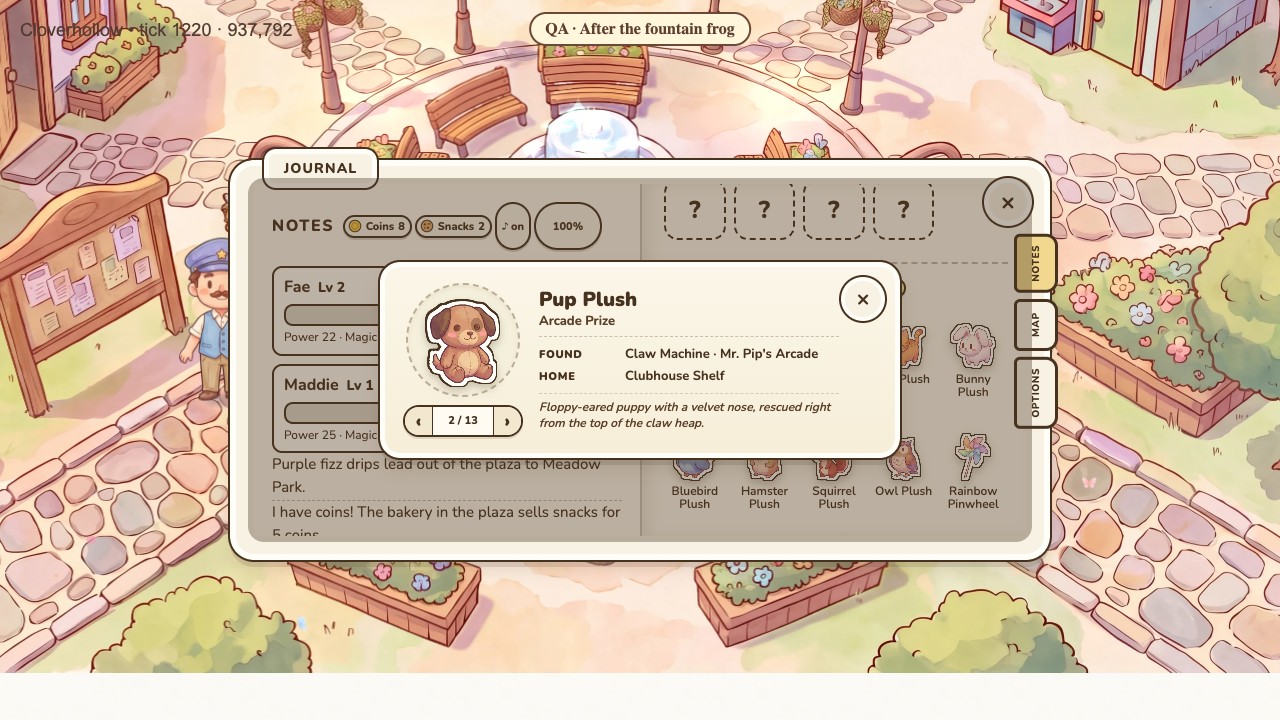 Cloverhollow · tick 1220 · 937,792
QA · After the fountain frog
JOURNAL
NOTES
Coins 8
Snacks 2
♪ on
100%
? ? ? ?
×
NOTES
MAP
OPTIONS
Fae Lv 2
Power 22 · Magic
Maddie Lv 1
Power 25 · Magic
Purple fizz drips lead out of the plaza to Meadow
Park.
I have coins! The bakery in the plaza sells snacks for
5 coins
Pup Plush
Arcade Prize
×
FOUND Claw Machine · Mr. Pip's Arcade
HOME Clubhouse Shelf
Floppy-eared puppy with a velvet nose, rescued right
from the top of the claw heap.
‹ 2 / 13 ›
Plush
Bunny
Plush
Bluebird
Plush
Hamster
Plush
Squirrel
Plush
Owl Plush
Rainbow
Pinwheel